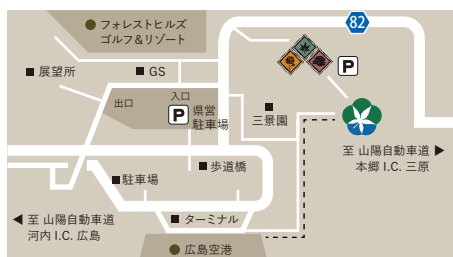 フォレストヒルズ
ゴルフ&リゾート
82
展望所
GS
P
入口
出口
P
県営
駐車場
三景園
至 山陽自動車道 ▶
本郷 I.C. 三原
歩道橋
駐車場
◀ 至 山陽自動車道
河内 I.C. 広島
ターミナル
広島空港